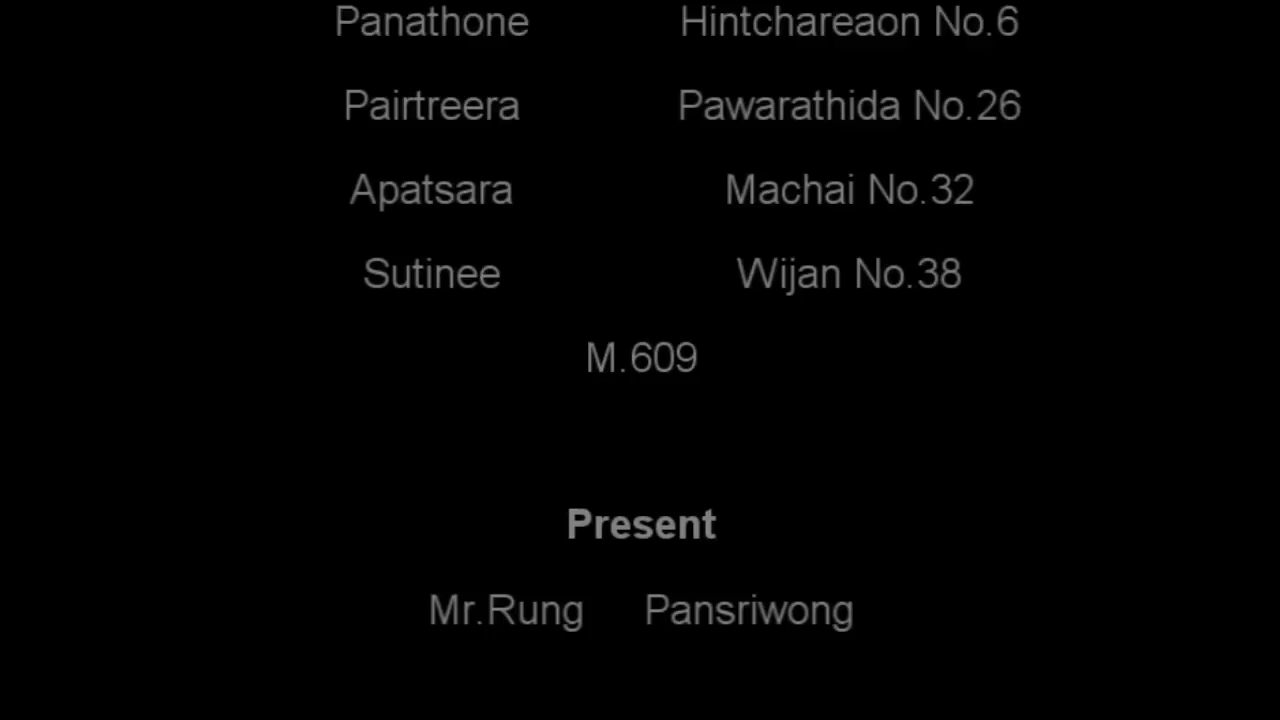 Panathone Hintchareaon No.6
Pairtreera Pawarathida No.26
Apatsara Machai No.32
Sutinee Wijan No.38
M.609
Present
Mr.Rung Pansriwong